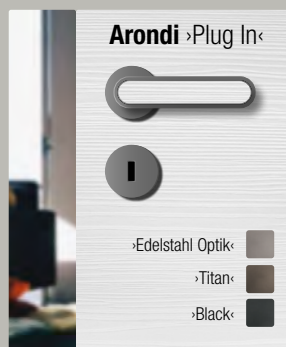 Arondi ›Plug In‹
›Edelstahl Optik‹
›Titan‹
›Black‹